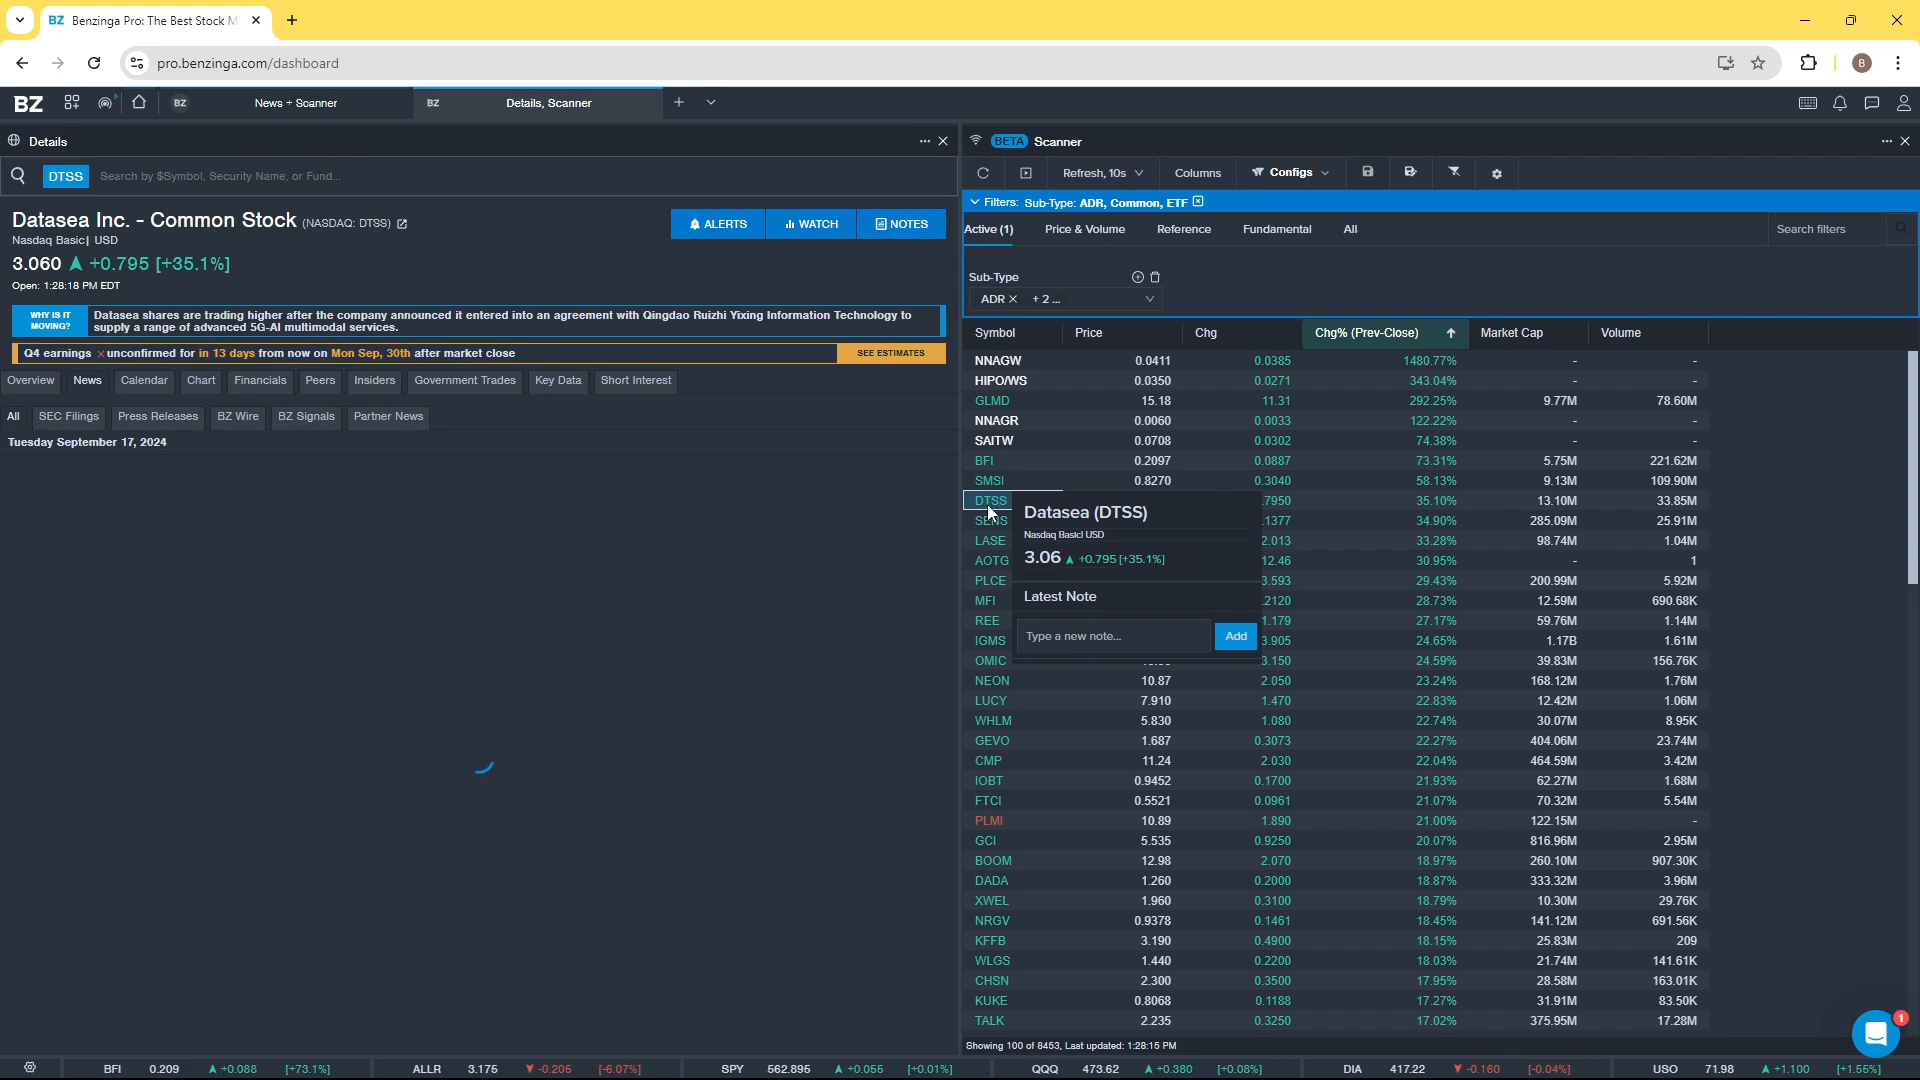 BZ Benzinga Pro: The Best Stock M
pro.benzinga.com/dashboard
B
BZ
BZ News + Scanner
BZ Details, Scanner
Details
DTSS Search by $Symbol, Security Name, or Fund...
Datasea Inc. - Common Stock (NASDAQ: DTSS)
Nasdaq Basic| USD
3.060 +0.795 [+35.1%]
Open: 1:28:18 PM EDT
ALERTS WATCH NOTES
WHY IS IT
MOVING?
Datasea shares are trading higher after the company announced it entered into an agreement with Qingdao Ruizhi Yixing Information Technology to
supply a range of advanced 5G-AI multimodal services.
Q4 earnings × unconfirmed for in 13 days from now on Mon Sep, 30th after market close SEE ESTIMATES
Overview News Calendar Chart Financials Peers Insiders Government Trades Key Data Short Interest
All SEC Filings Press Releases BZ Wire BZ Signals Partner News
Tuesday September 17, 2024
BETA Scanner
Refresh, 10s Columns Configs
Filters: Sub-Type: ADR, Common, ETF
Active (1) Price & Volume Reference Fundamental All Search filters
Sub-Type
ADR × + 2 ...
Symbol Price Chg Chg% (Prev-Close) Market Cap Volume
NNAGW 0.0411 0.0385 1480.77% - -
HIPO/WS 0.0350 0.0271 343.04% - -
GLMD 15.18 11.31 292.25% 9.77M 78.60M
NNAGR 0.0060 0.0033 122.22% - -
SAITW 0.0708 0.0302 74.38% - -
BFI 0.2097 0.0887 73.31% 5.75M 221.62M
SMSI 0.8270 0.3040 58.13% 9.13M 109.90M
DTSS .7950 35.10% 13.10M 33.85M
SENS .1377 34.90% 285.09M 25.91M
LASE 2.013 33.28% 98.74M 1.04M
AOTG 12.46 30.95% - 1
PLCE 3.593 29.43% 200.99M 5.92M
MFI .2120 28.73% 12.59M 690.68K
REE 1.179 27.17% 59.76M 1.14M
IGMS 3.905 24.65% 1.17B 1.61M
OMIC 3.150 24.59% 39.83M 156.76K
Datasea (DTSS)
Nasdaq Basic| USD
3.06 +0.795 [+35.1%]
Latest Note
Type a new note... Add
NEON 10.87 2.050 23.24% 168.12M 1.76M
LUCY 7.910 1.470 22.83% 12.42M 1.06M
WHLM 5.830 1.080 22.74% 30.07M 8.95K
GEVO 1.687 0.3073 22.27% 404.06M 23.74M
CMP 11.24 2.030 22.04% 464.59M 3.42M
IOBT 0.9452 0.1700 21.93% 62.27M 1.68M
FTCI 0.5521 0.0961 21.07% 70.32M 5.54M
PLMI 10.89 1.890 21.00% 122.15M -
GCI 5.535 0.9250 20.07% 816.96M 2.95M
BOOM 12.98 2.070 18.97% 260.10M 907.30K
DADA 1.260 0.2000 18.87% 333.32M 3.96M
XWEL 1.960 0.3100 18.79% 10.30M 29.76K
NRGV 0.9378 0.1461 18.45% 141.12M 691.56K
KFFB 3.190 0.4900 18.15% 25.83M 209
WLGS 1.440 0.2200 18.03% 21.74M 141.61K
CHSN 2.300 0.3500 17.95% 28.58M 163.01K
KUKE 0.8068 0.1188 17.27% 31.91M 83.50K
TALK 2.235 0.3250 17.02% 375.95M 17.28M
Showing 100 of 8453, Last updated: 1:28:15 PM
1
BFI 0.209 +0.088 [+73.1%] ALLR 3.175 -0.205 [-6.07%] SPY 562.895 +0.055 [+0.01%] QQQ 473.62 +0.380 [+0.08%] DIA 417.22 -0.160 [-0.04%] USO 71.98 +1.100 [+1.55%]